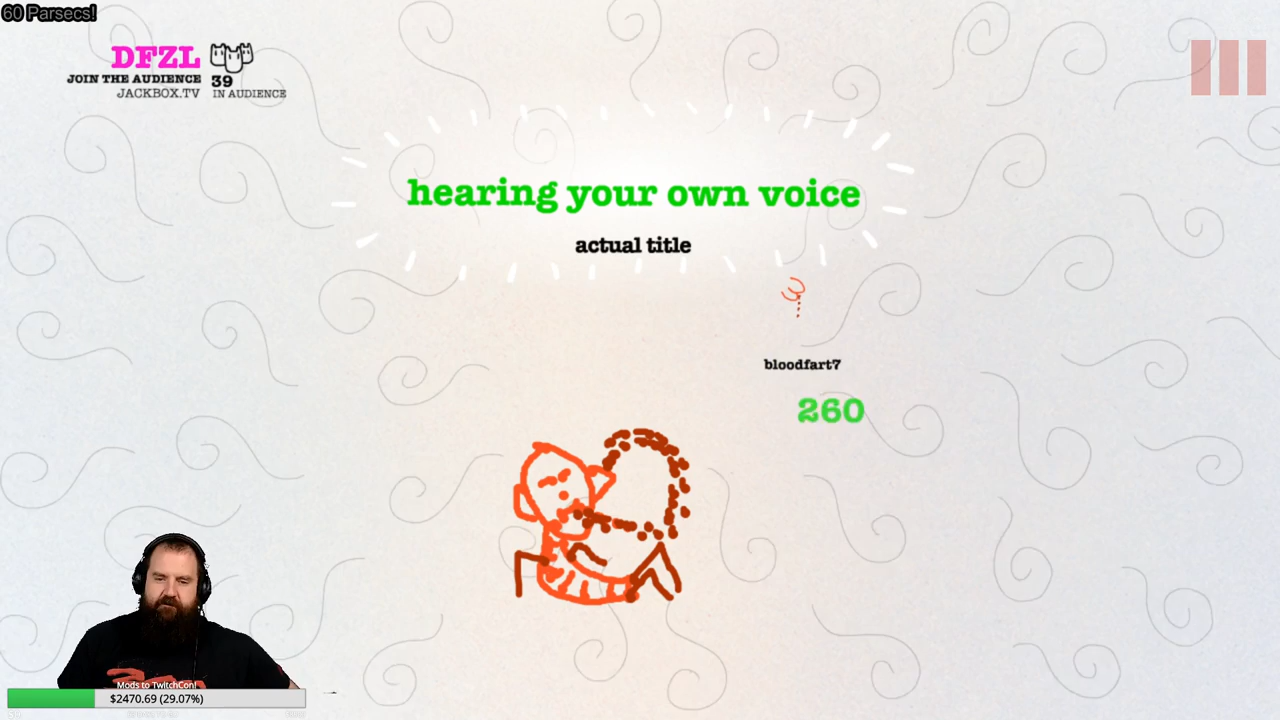 60 Parsecs!
DFZL
JOIN THE AUDIENCE
JACKBOX.TV
39
IN AUDIENCE
hearing your own voice
actual title
bloodfart7
260
Mods to TwitchCon!
$2470.69 (29.07%)